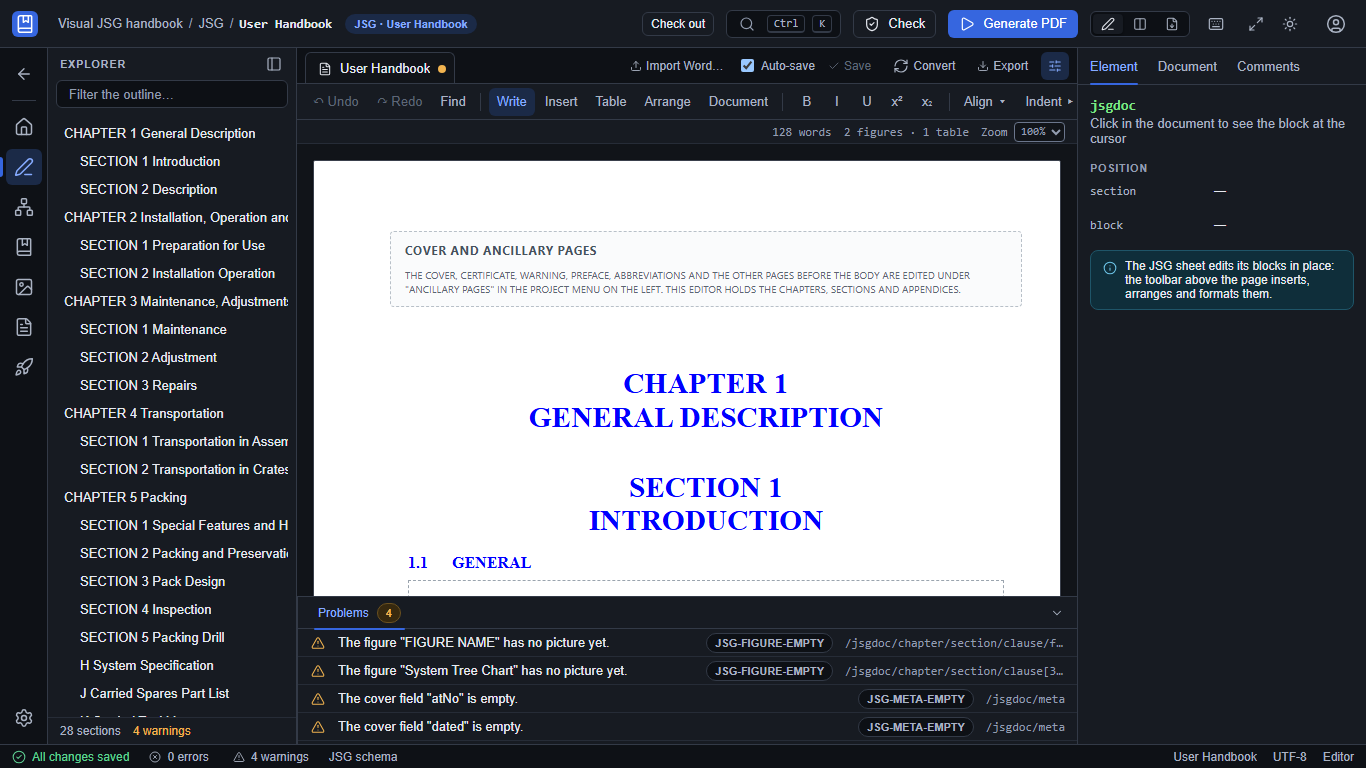 Visual JSG handbook / JSG / User Handbook JSG · User Handbook Check out Ctrl K Check Generate PDF
EXPLORER
Filter the outline…
CHAPTER 1 General Description
SECTION 1 Introduction
SECTION 2 Description
CHAPTER 2 Installation, Operation and
SECTION 1 Preparation for Use
SECTION 2 Installation Operation
CHAPTER 3 Maintenance, Adjustments
SECTION 1 Maintenance
SECTION 2 Adjustment
SECTION 3 Repairs
CHAPTER 4 Transportation
SECTION 1 Transportation in Assem
SECTION 2 Transportation in Crates
CHAPTER 5 Packing
SECTION 1 Special Features and H
SECTION 2 Packing and Preservatio
SECTION 3 Pack Design
SECTION 4 Inspection
SECTION 5 Packing Drill
H System Specification
J Carried Spares Part List
28 sections 4 warnings
User Handbook
Import Word… Auto-save Save Convert Export
Undo Redo Find Write Insert Table Arrange Document B I U x² x₂ Align Indent
128 words 2 figures · 1 table Zoom 100%
COVER AND ANCILLARY PAGES
THE COVER, CERTIFICATE, WARNING, PREFACE, ABBREVIATIONS AND THE OTHER PAGES BEFORE THE BODY ARE EDITED UNDER
"ANCILLARY PAGES" IN THE PROJECT MENU ON THE LEFT. THIS EDITOR HOLDS THE CHAPTERS, SECTIONS AND APPENDICES.
CHAPTER 1
GENERAL DESCRIPTION
SECTION 1
INTRODUCTION
1.1 GENERAL
Problems 4
The figure "FIGURE NAME" has no picture yet. JSG-FIGURE-EMPTY /jsgdoc/chapter/section/clause/f…
The figure "System Tree Chart" has no picture yet. JSG-FIGURE-EMPTY /jsgdoc/chapter/section/clause[3…
The cover field "atNo" is empty. JSG-META-EMPTY /jsgdoc/meta
The cover field "dated" is empty. JSG-META-EMPTY /jsgdoc/meta
Element Document Comments
jsgdoc
Click in the document to see the block at the
cursor
POSITION
section —
block —
The JSG sheet edits its blocks in place:
the toolbar above the page inserts,
arranges and formats them.
All changes saved 0 errors 4 warnings JSG schema User Handbook UTF-8 Editor